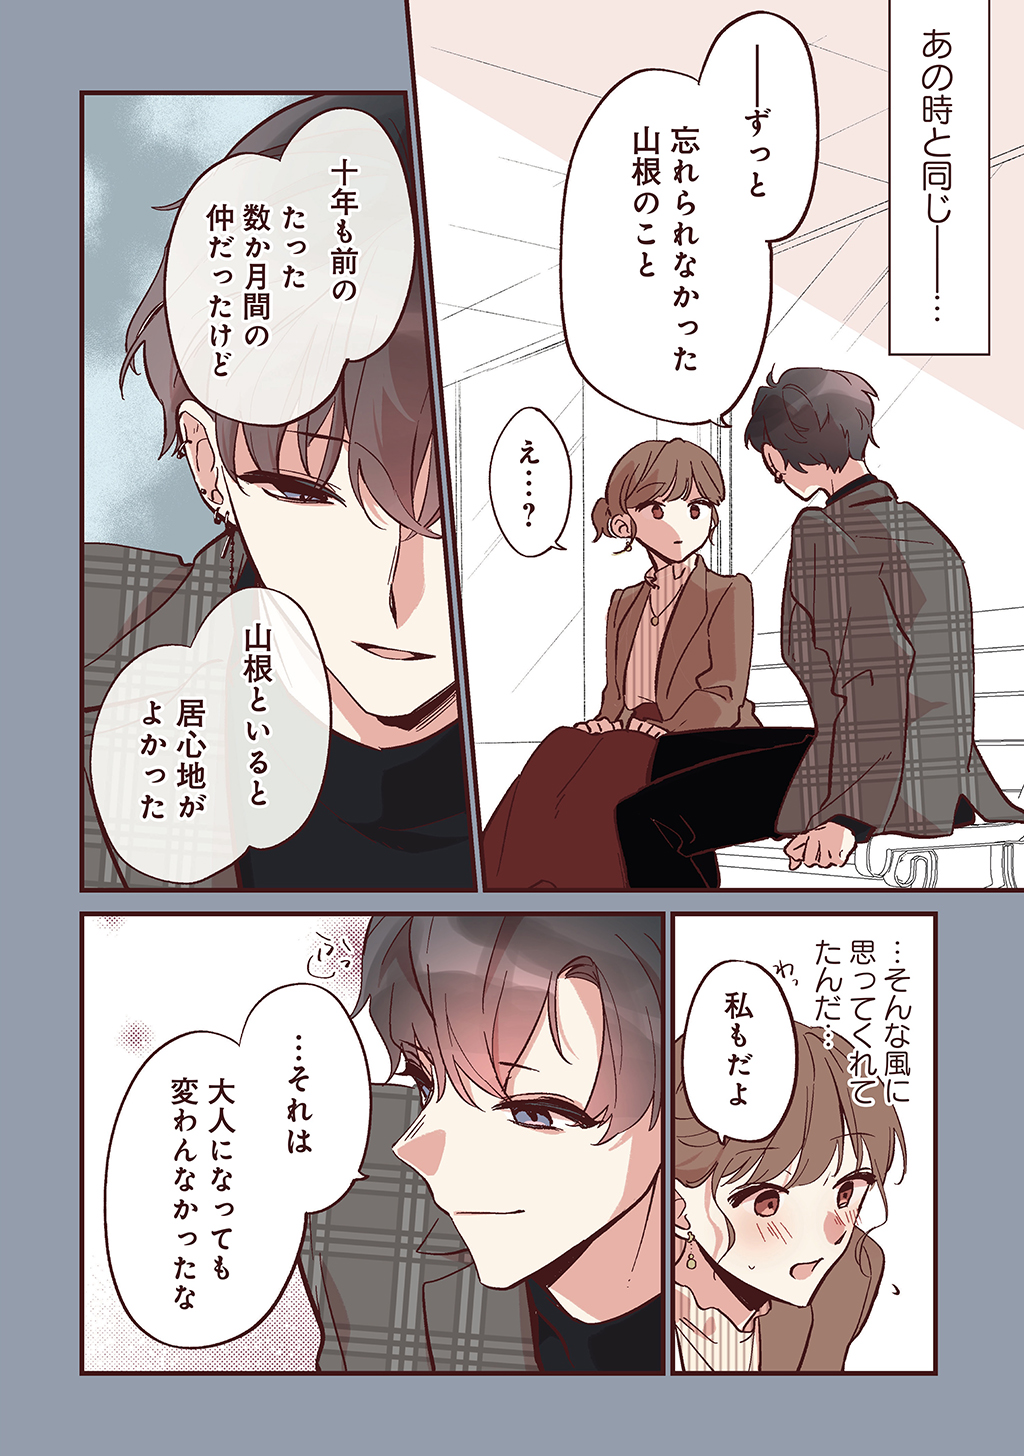 あの時と同じ――…
――ずっと
忘れられなかった
山根のこと
え…?
十年も前の
たった
数か月間の
仲だったけど
山根といると
居心地が
よかった
…そんな風に
思ってくれて
たんだ…
わっ
私もだよ
ふっ
…それは
大人になっても
変わんなかったな